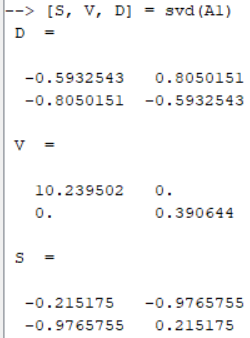 --> [S, V, D] = svd(A1)
D  =
-0.5932543   0.8050151
-0.8050151  -0.5932543
V  =
10.239502   0.
0.          0.390644
S  =
-0.215175   -0.9765755
-0.9765755   0.215175